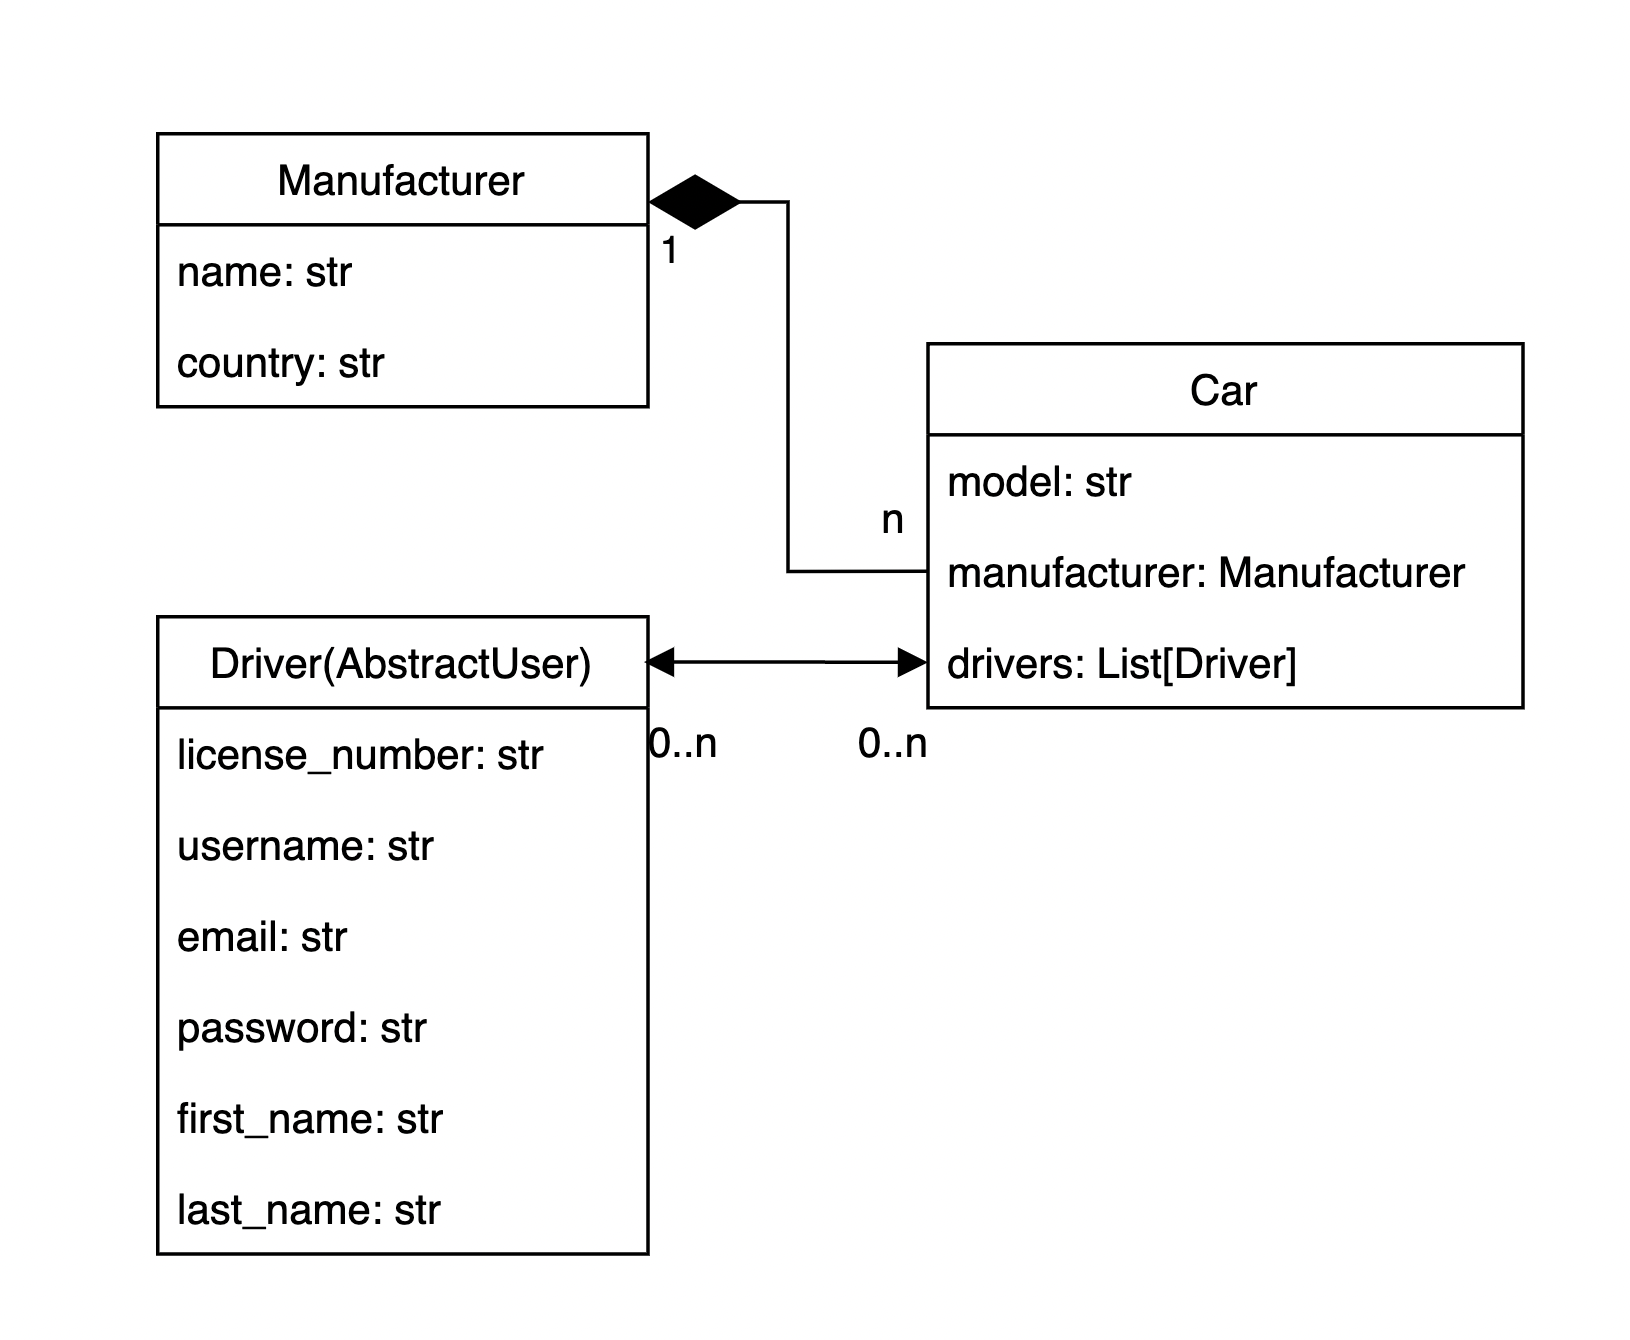 Manufacturer
name: str
country: str
1
n
Car
model: str
manufacturer: Manufacturer
drivers: List[Driver]
Driver(AbstractUser)
license_number: str
username: str
email: str
password: str
first_name: str
last_name: str
0..n
0..n